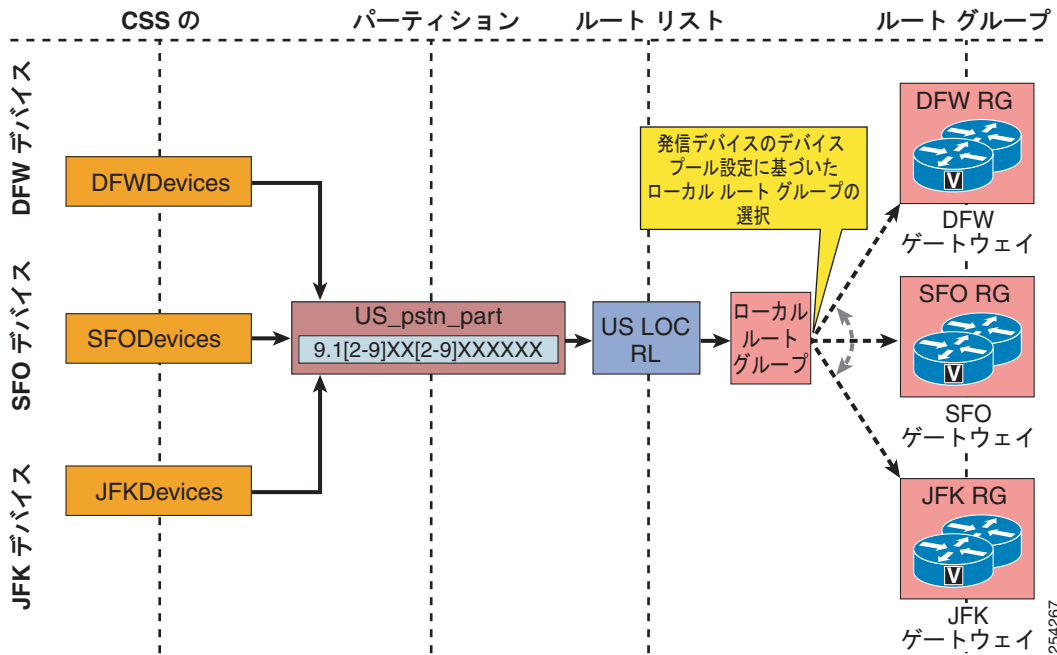 CSS の
パーティション
ルート リスト
ルート グループ
DFW デバイス
SFO デバイス
JFK デバイス
DFWDevices
SFODevices
JFKDevices
US_pstn_part
9.1[2-9]XX[2-9]XXXXXX
US LOC
RL
発信デバイスのデバイス
プール設定に基づいた
ローカル ルート グループの
選択
ローカル
ルート
グループ
DFW RG
V
DFW
ゲートウェイ
SFO RG
V
SFO
ゲートウェイ
JFK RG
V
JFK
ゲートウェイ
254267